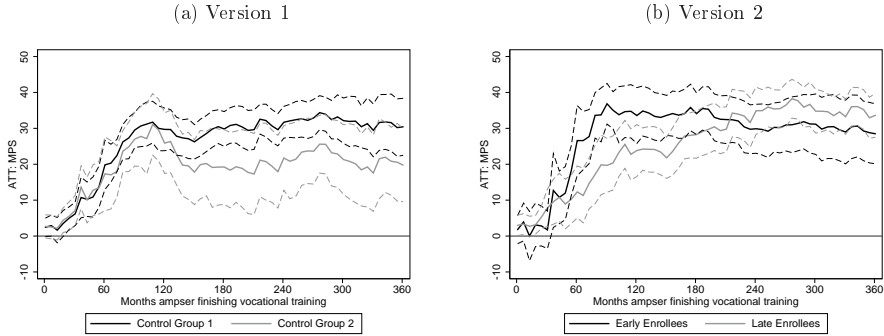 (a) Version 1
ATT: MPS
50
40
30
20
10
0
-10
0 60 120 180 240 300 360
Months ampser finishing vocational training
Control Group 1 Control Group 2
(b) Version 2
ATT: MPS
50
40
30
20
10
0
-10
0 60 120 180 240 300 360
Months ampser finishing vocational training
Early Enrollees Late Enrollees